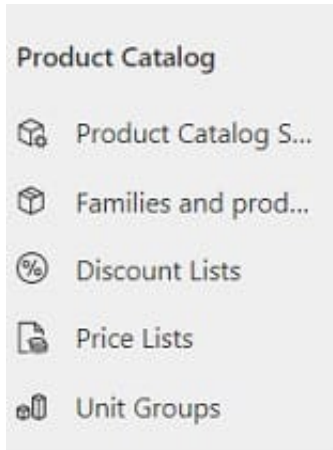 Product Catalog
Product Catalog S...
Families and prod...
Discount Lists
Price Lists
Unit Groups